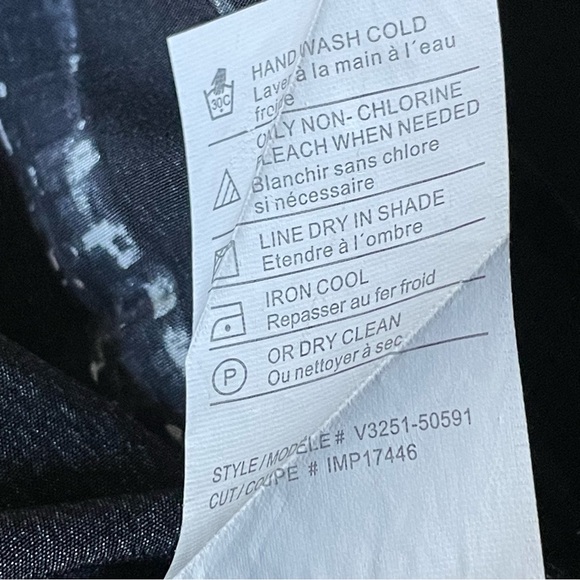 HAND WASH COLD
Laver à la main à l'eau
froide
30C
ONLY NON- CHLORINE
BLEACH WHEN NEEDED
Blanchir sans chlore
si nécessaire
LINE DRY IN SHADE
Etendre à l'ombre
IRON COOL
Repasser au fer froid
P
OR DRY CLEAN
Ou nettoyer à sec
STYLE/MODÉLE # V3251-50591
CUT/COUPE # IMP17446